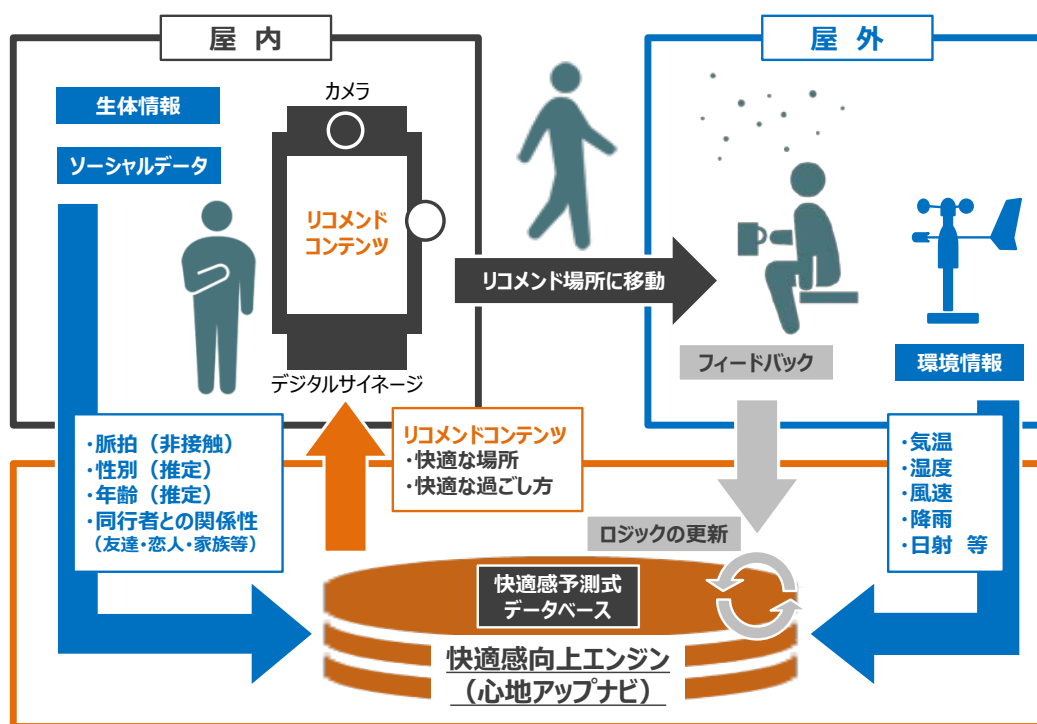 屋 内
屋 外
生体情報
ソーシャルデータ
カメラ
リコメンド
コンテンツ
デジタルサイネージ
リコメンド場所に移動
フィードバック
環境情報
・脈拍（非接触）
・性別（推定）
・年齢（推定）
・同行者との関係性
（友達・恋人・家族等）
リコメンドコンテンツ
・快適な場所
・快適な過ごし方
・気温
・湿度
・風速
・降雨
・日射 等
ロジックの更新
快適感予測式
データベース
快適感向上エンジン
（心地アップナビ）